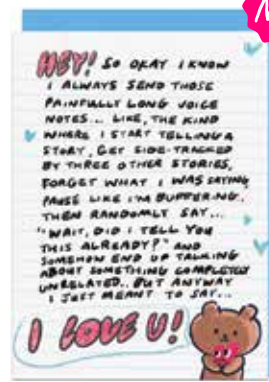 HEY! SO OKAY I KNOW
I ALWAYS SEND THOSE
PAINFULLY LONG VOICE
NOTES... LIKE, THE KIND
WHERE I START TELLING A
STORY, GET SIDE-TRACKED
BY THREE OTHER STORIES,
FORGET WHAT I WAS SAYING
PAUSE LIKE I'M BUFFERING,
THEN RANDOMLY SAY...
"WAIT, DID I TELL YOU
THIS ALREADY?" AND
SOMEHOW END UP TALKING
ABOUT SOMETHING COMPLETELY
UNRELATED.. BUT ANYWAY
I JUST MEANT TO SAY...
I LOVE U!